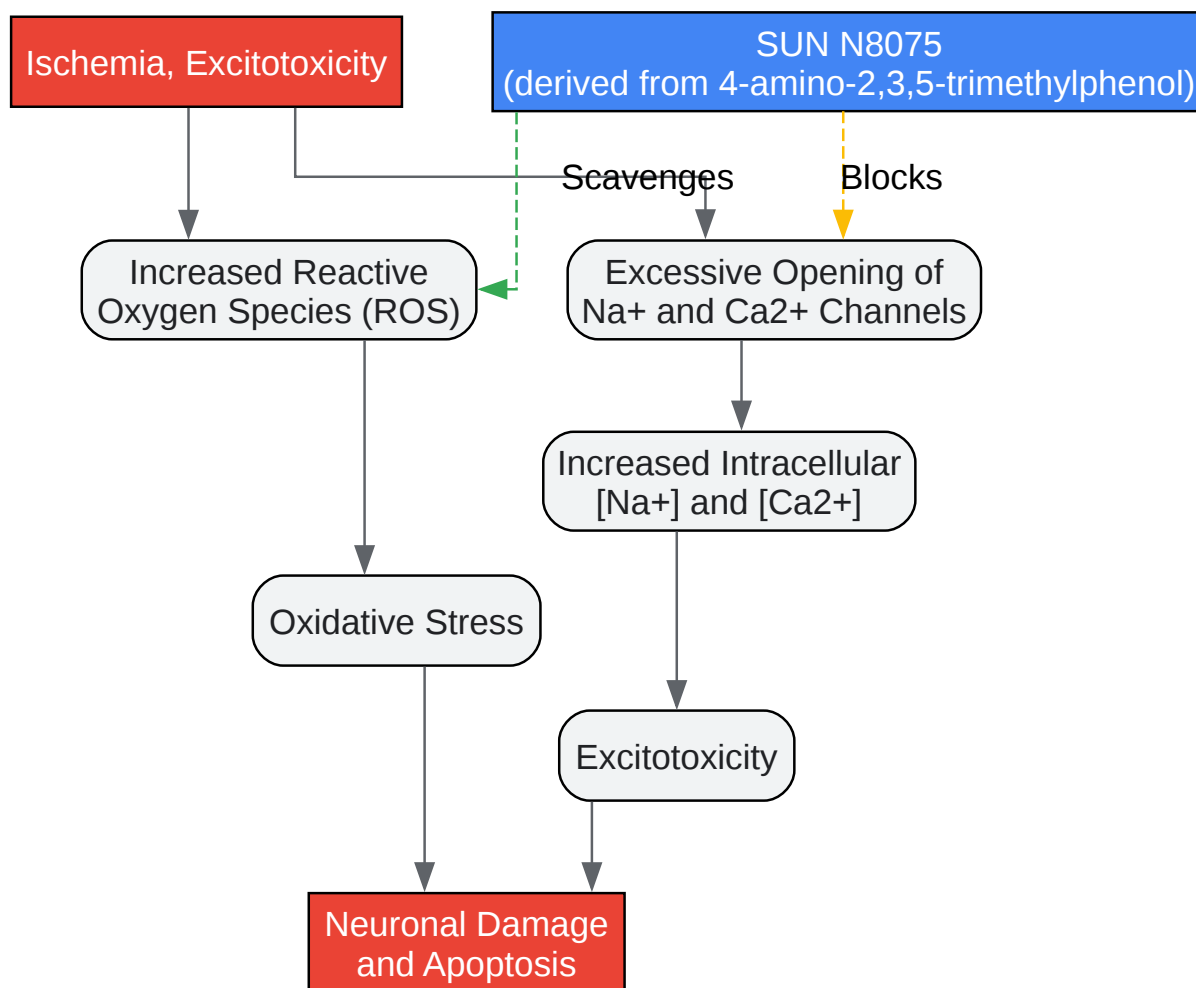 Ischemia, Excitotoxicity
SUN N8075
(derived from 4-amino-2,3,5-trimethylphenol)
Scavenges
Blocks
Increased Reactive
Oxygen Species (ROS)
Excessive Opening of
Na+ and Ca2+ Channels
Increased Intracellular
[Na+] and [Ca2+]
Oxidative Stress
Excitotoxicity
Neuronal Damage
and Apoptosis